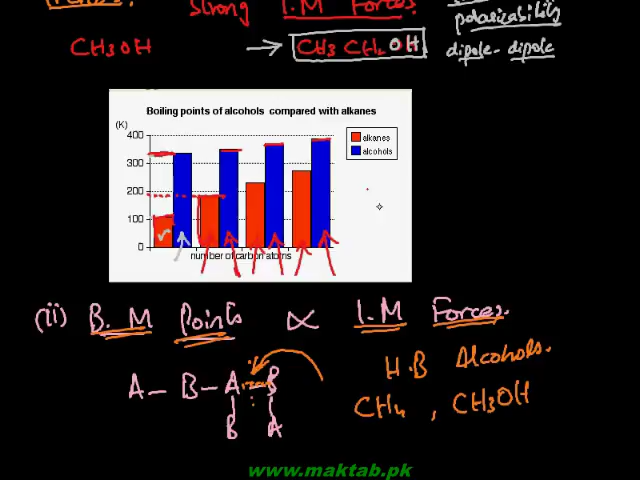 strong I.M Forces.
polarizability
CH3OH → CH3 CH2 OH dipole-dipole
Boiling points of alcohols compared with alkanes
(K)
400
300
200
100
0
alkanes
alcohols
number of carbon atoms
(ii) B.M Points ∝ I.M Forces.
H.B Alcohols.
A – B – A B
CH4 , CH3OH
B A
www.maktab.pk